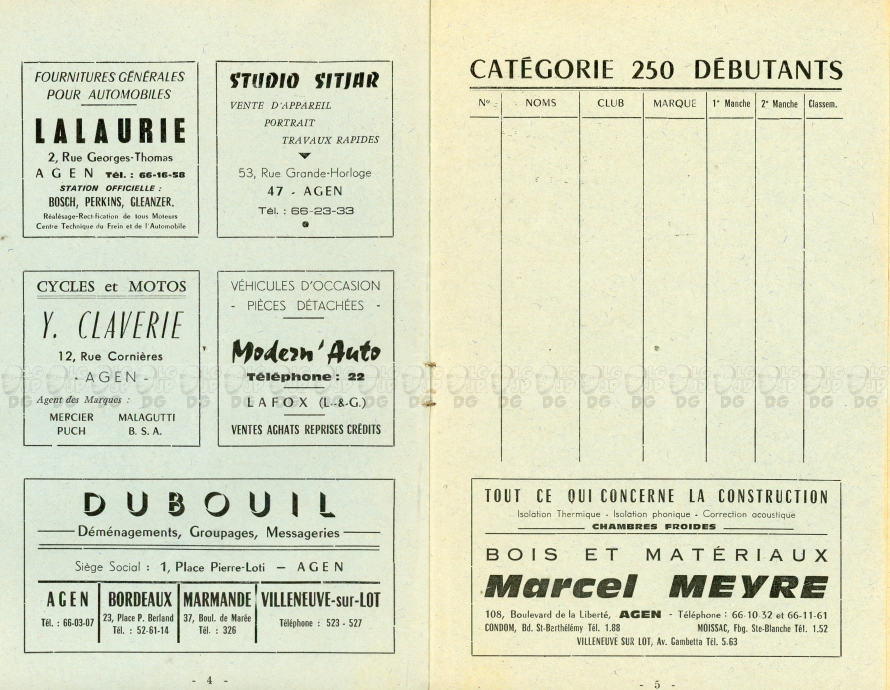 FOURNITURES GÉNÉRALES
POUR AUTOMOBILES
LALAURIE
2, Rue Georges-Thomas
AGEN Tél. : 66-16-58
STATION OFFICIELLE :
BOSCH, PERKINS, GLEANZER.
Réalésage-Rectification de tous Moteurs
Centre Technique du Frein et de l'Automobile
STUDIO SITJAR
VENTE D'APPAREIL
PORTRAIT
TRAVAUX RAPIDES
53, Rue Grande-Horloge
47 - AGEN
Tél. : 66-23-33
CYCLES et MOTOS
Y. CLAVERIE
12, Rue Cornières
- AGEN -
Agent des Marques :
MERCIER MALAGUTTI
PUCH B. S. A.
VÉHICULES D'OCCASION
- PIÈCES DÉTACHÉES -
Modern'Auto
Téléphone : 22
LAFOX (L.-&-G.)
VENTES ACHATS REPRISES CRÉDITS
DUBOUIL
Déménagements, Groupages, Messageries
Siège Social : 1, Place Pierre-Loti — AGEN
AGEN
Tél. : 66-03-07
BORDEAUX
23, Place P. Berland
Tél. : 52-61-14
MARMANDE
37, Boul. de Marée
Tél. : 326
VILLENEUVE-sur-LOT
Téléphone : 523 - 527
- 4 -
CATÉGORIE 250 DÉBUTANTS
N° NOMS CLUB MARQUE 1e Manche 2e Manche Classem.
TOUT CE QUI CONCERNE LA CONSTRUCTION
Isolation Thermique - Isolation phonique - Correction acoustique
CHAMBRES FROIDES
BOIS ET MATÉRIAUX
Marcel MEYRE
108, Boulevard de la Liberté, AGEN - Téléphone : 66-10-32 et 66-11-61
CONDOM, Bd. St-Berthélémy Tél. 1.88 MOISSAC, Fbg. Ste-Blanche Tél. 1.52
VILLENEUVE SUR LOT, Av. Gambetta Tél. 5.63
- 5 -